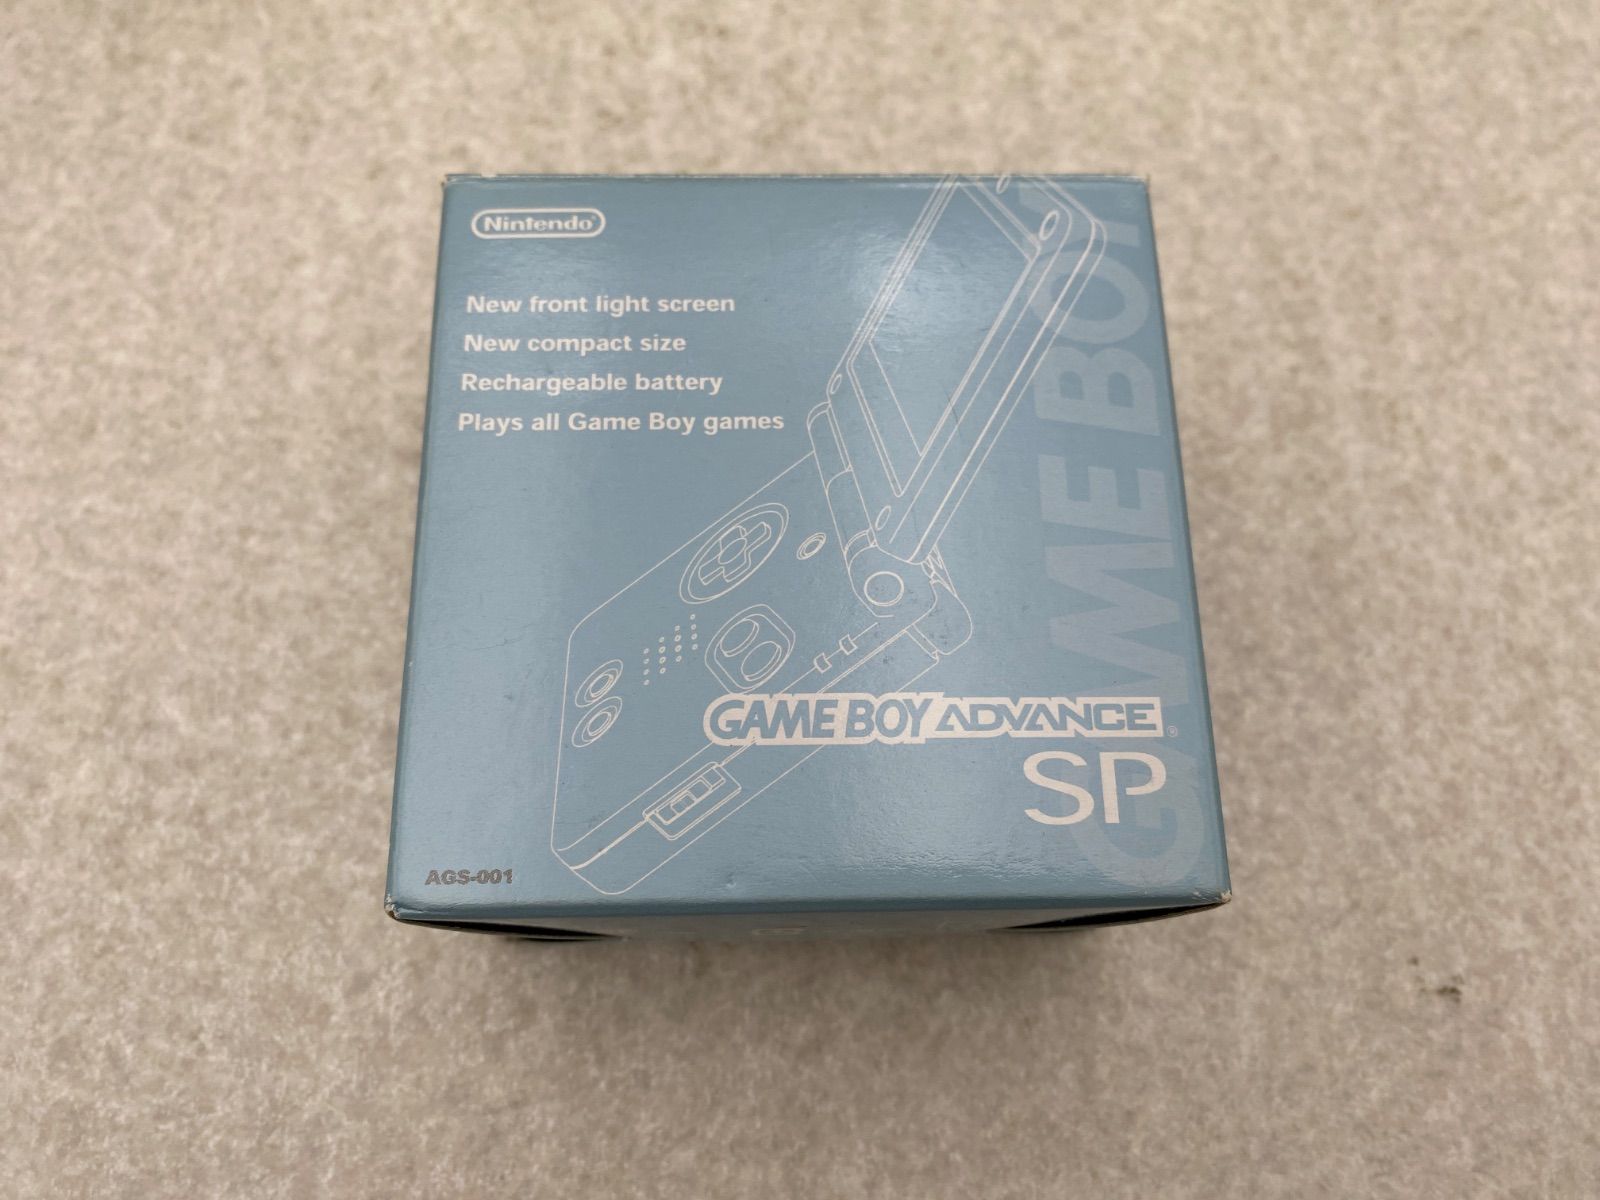 Nintendo®
New front light screen
New compact size
Rechargeable battery
Plays all Game Boy games
GAME BOY
GAME BOY ADVANCE®
SP
AGS-001